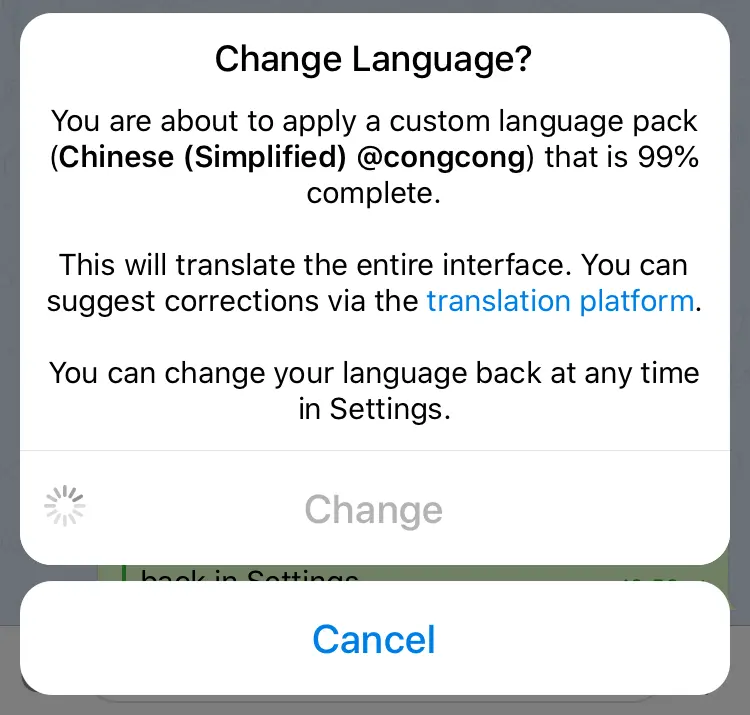 Change Language?
You are about to apply a custom language pack
(Chinese (Simplified) @congcong) that is 99%
complete.
This will translate the entire interface. You can
suggest corrections via the translation platform.
You can change your language back at any time
in Settings.
Change
back in Settings
Cancel